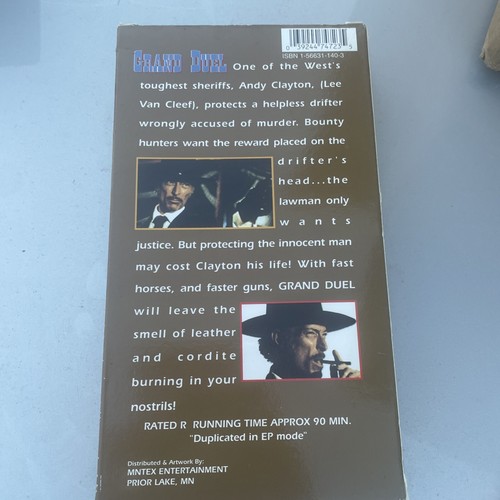 0 39244 74723 5
ISBN 1-56631-140-3
GRAND DUEL One of the West's
toughest sheriffs, Andy Clayton, (Lee
Van Cleef), protects a helpless drifter
wrongly accused of murder. Bounty
hunters want the reward placed on the
drifter's
head...the
lawman only
wants
justice. But protecting the innocent man
may cost Clayton his life! With fast
horses, and faster guns, GRAND DUEL
will leave the
smell of leather
and cordite
burning in your
nostrils!
RATED R RUNNING TIME APPROX 90 MIN.
"Duplicated in EP mode"
Distributed & Artwork By:
MNTEX ENTERTAINMENT
PRIOR LAKE, MN